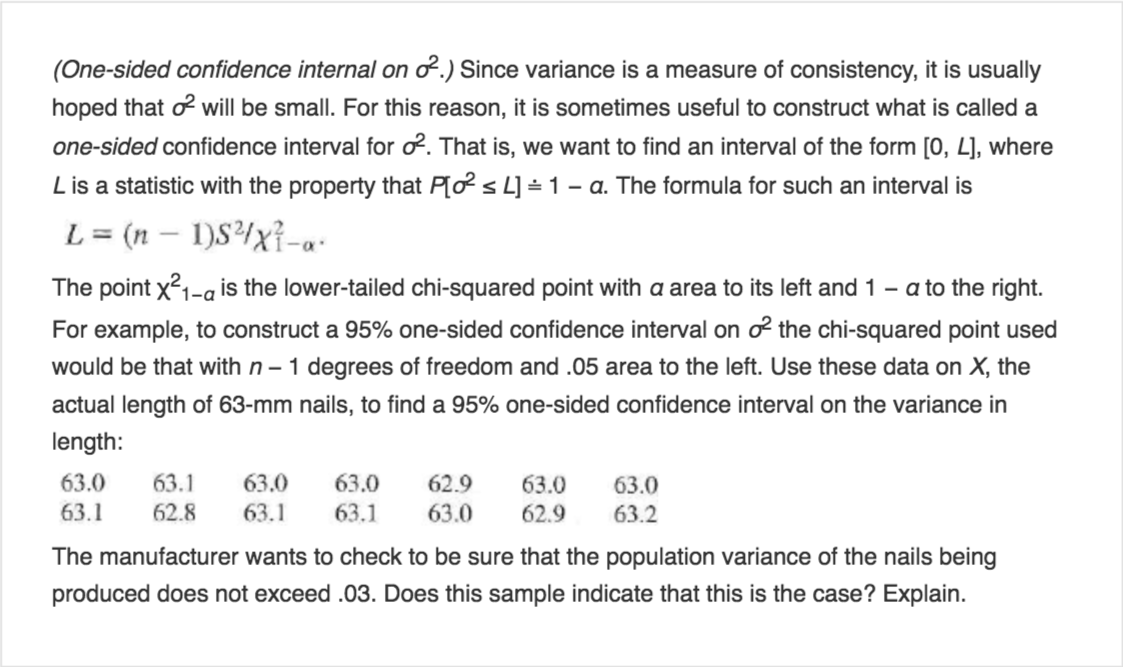 (One-sided confidence internal on σ².) Since variance is a measure of consistency, it is usually
hoped that σ² will be small. For this reason, it is sometimes useful to construct what is called a
one-sided confidence interval for σ². That is, we want to find an interval of the form [0, L], where
L is a statistic with the property that P[σ² ≤ L] ≐ 1 – α. The formula for such an interval is
L = (n − 1)S²/χ²₁₋α.
The point χ²₁₋α is the lower-tailed chi-squared point with α area to its left and 1 – α to the right.
For example, to construct a 95% one-sided confidence interval on σ² the chi-squared point used
would be that with n – 1 degrees of freedom and .05 area to the left. Use these data on X, the
actual length of 63-mm nails, to find a 95% one-sided confidence interval on the variance in
length:
63.0 63.1 63.0 63.0 62.9 63.0 63.0
63.1 62.8 63.1 63.1 63.0 62.9 63.2
The manufacturer wants to check to be sure that the population variance of the nails being
produced does not exceed .03. Does this sample indicate that this is the case? Explain.